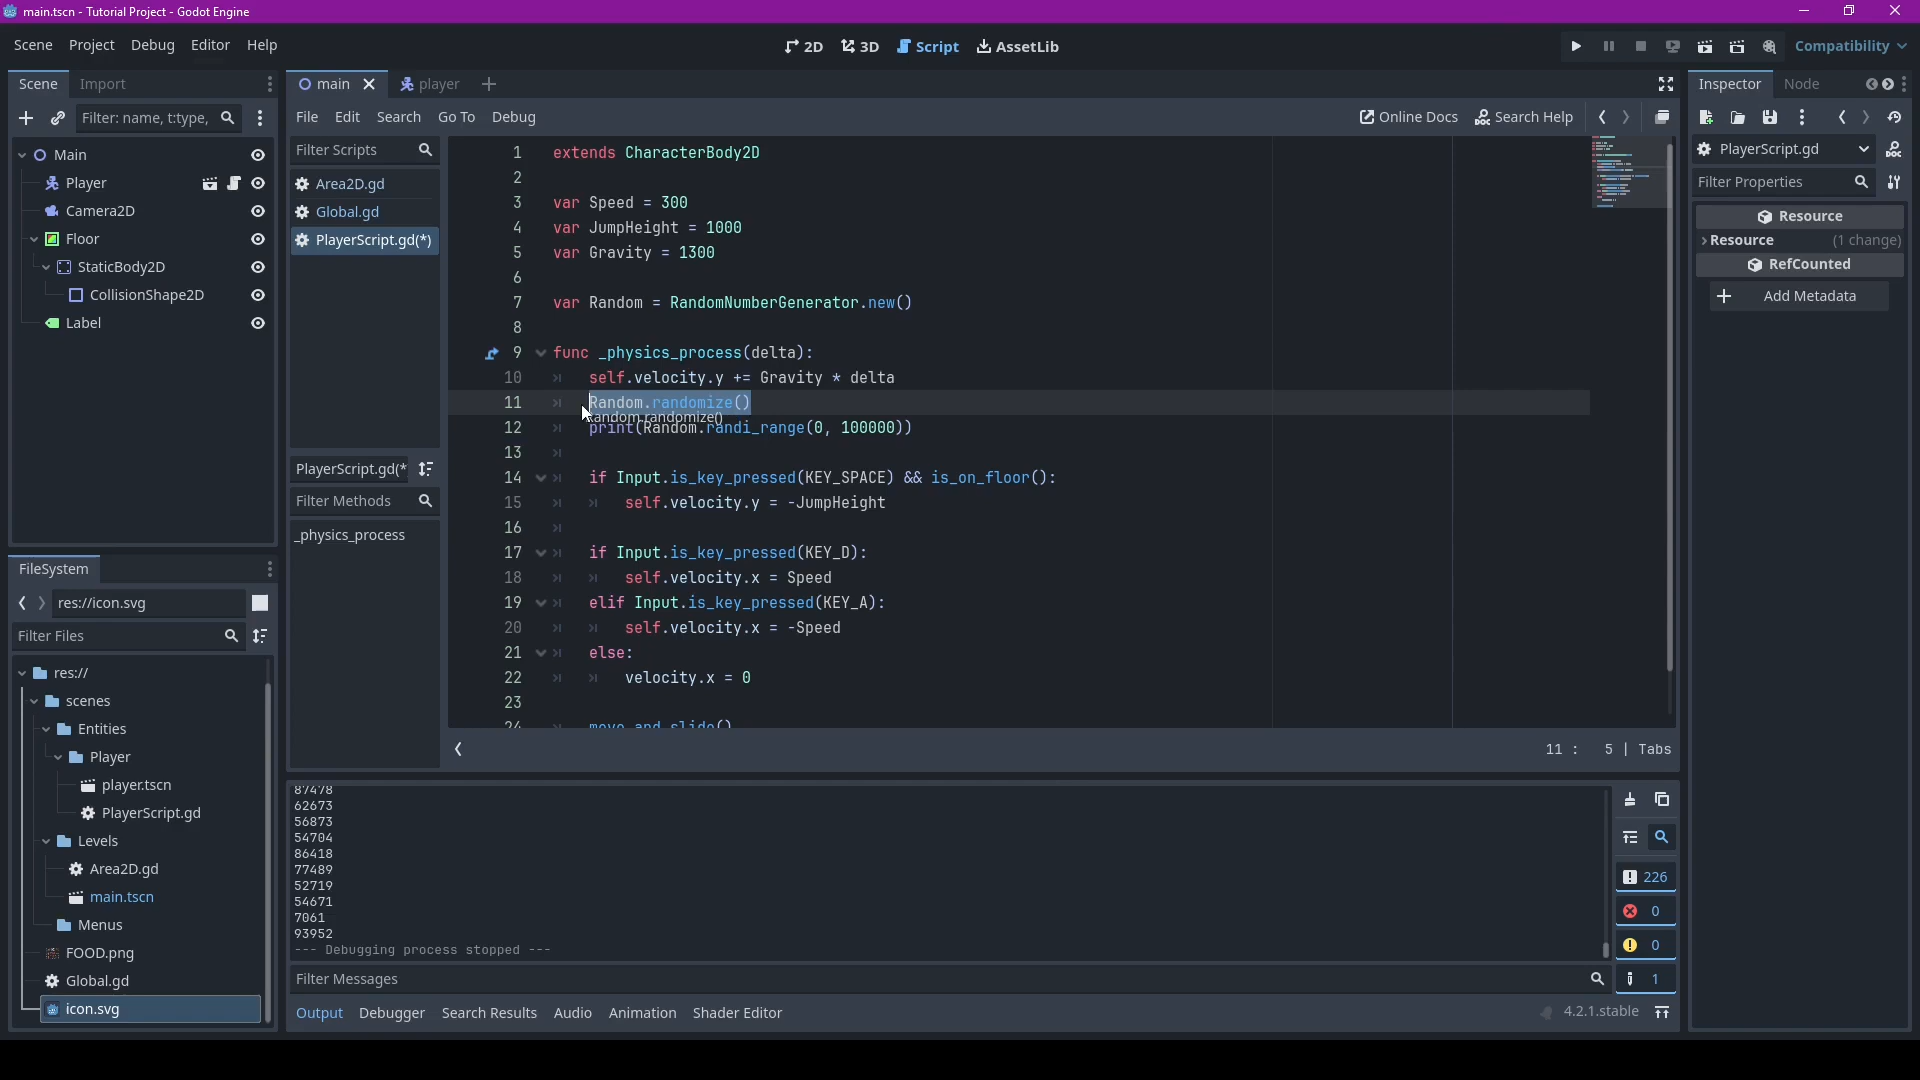 main.tscn - Tutorial Project - Godot Engine
Scene Project Debug Editor Help
2D 3D Script AssetLib
Compatibility
Scene Import
Filter: name, t:type,
Main
Player
Camera2D
Floor
StaticBody2D
CollisionShape2D
Label
FileSystem
res://icon.svg
Filter Files
res://
scenes
Entities
Player
player.tscn
PlayerScript.gd
Levels
Area2D.gd
main.tscn
Menus
FOOD.png
Global.gd
icon.svg
main player
File Edit Search Go To Debug
Online Docs Search Help
Filter Scripts
Area2D.gd
Global.gd
PlayerScript.gd(*)
PlayerScript.gd(*
Filter Methods
_physics_process
1 extends CharacterBody2D
2
3 var Speed = 300
4 var JumpHeight = 1000
5 var Gravity = 1300
6
7 var Random = RandomNumberGenerator.new()
8
9 func _physics_process(delta):
10 self.velocity.y += Gravity * delta
11 Random.randomize()
Random.randomize()
12 print(Random.randi_range(0, 100000))
13
14 if Input.is_key_pressed(KEY_SPACE) && is_on_floor():
15 self.velocity.y = -JumpHeight
16
17 if Input.is_key_pressed(KEY_D):
18 self.velocity.x = Speed
19 elif Input.is_key_pressed(KEY_A):
20 self.velocity.x = -Speed
21 else:
22 velocity.x = 0
23
24 move_and_slide()
11 : 5 | Tabs
87478
62673
56873
54704
86418
77489
52719
54671
7061
93952
--- Debugging process stopped ---
Filter Messages
226
0
0
1
Output Debugger Search Results Audio Animation Shader Editor
4.2.1.stable
Inspector Node
PlayerScript.gd
Filter Properties
Resource
Resource (1 change)
RefCounted
Add Metadata